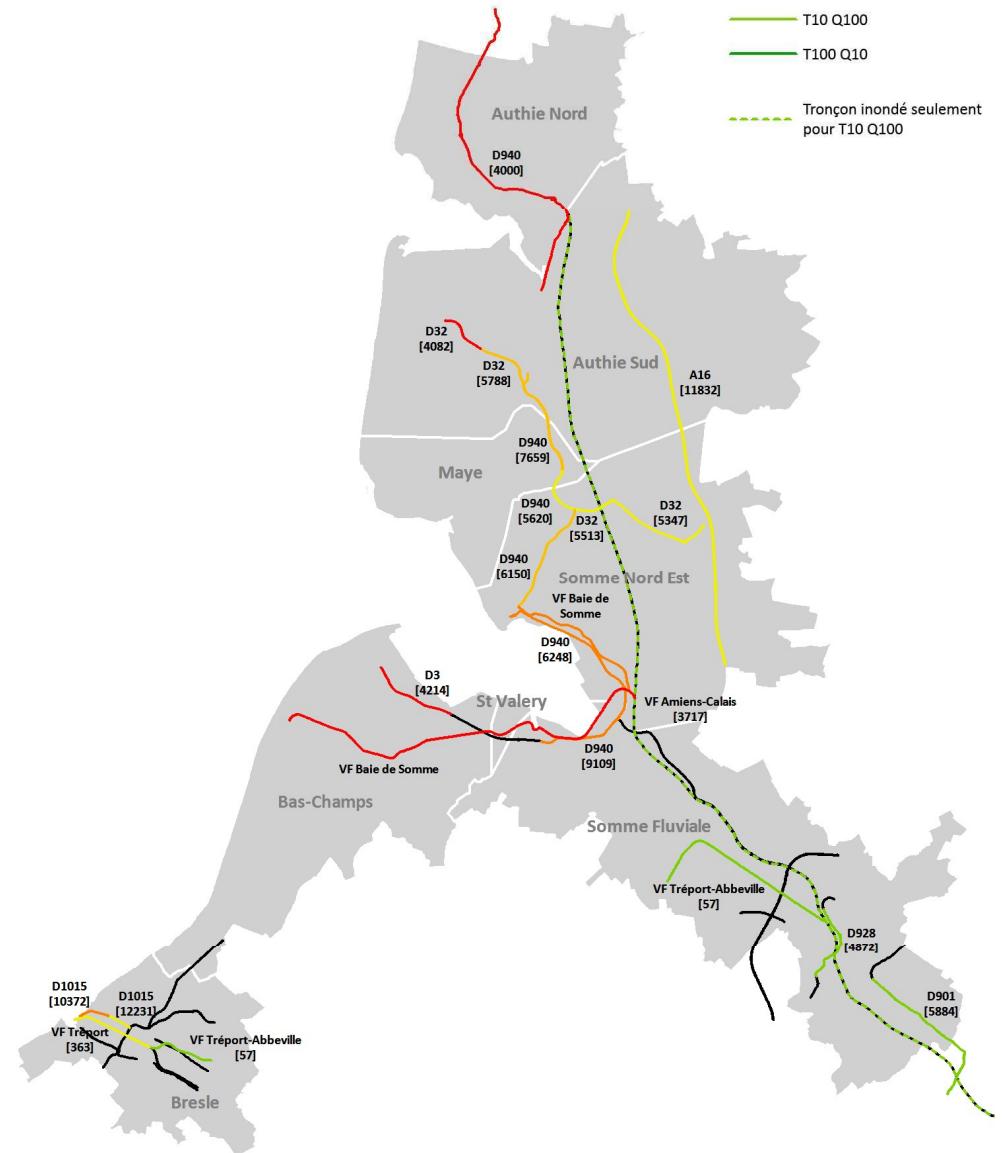 T10 Q100
T100 Q10
Tronçon inondé seulement
pour T10 Q100
Authie Nord
D940
[4000]
D32
[4082]
D32
[5788]
Authie Sud
A16
[11832]
D940
[7659]
Maye
D940
[5620]
D32
[5513]
D32
[5347]
D940
[6150]
Somme Nord Est
VF Baie de
Somme
D940
[6248]
D3
[4214]
St Valery
VF Amiens-Calais
[3717]
VF Baie de Somme
D940
[9109]
Bas-Champs
Somme Fluviale
VF Tréport-Abbeville
[57]
D928
[4872]
D901
[5884]
D1015
[10372]
D1015
[12231]
VF Tréport
[363]
VF Tréport-Abbeville
[57]
Bresle